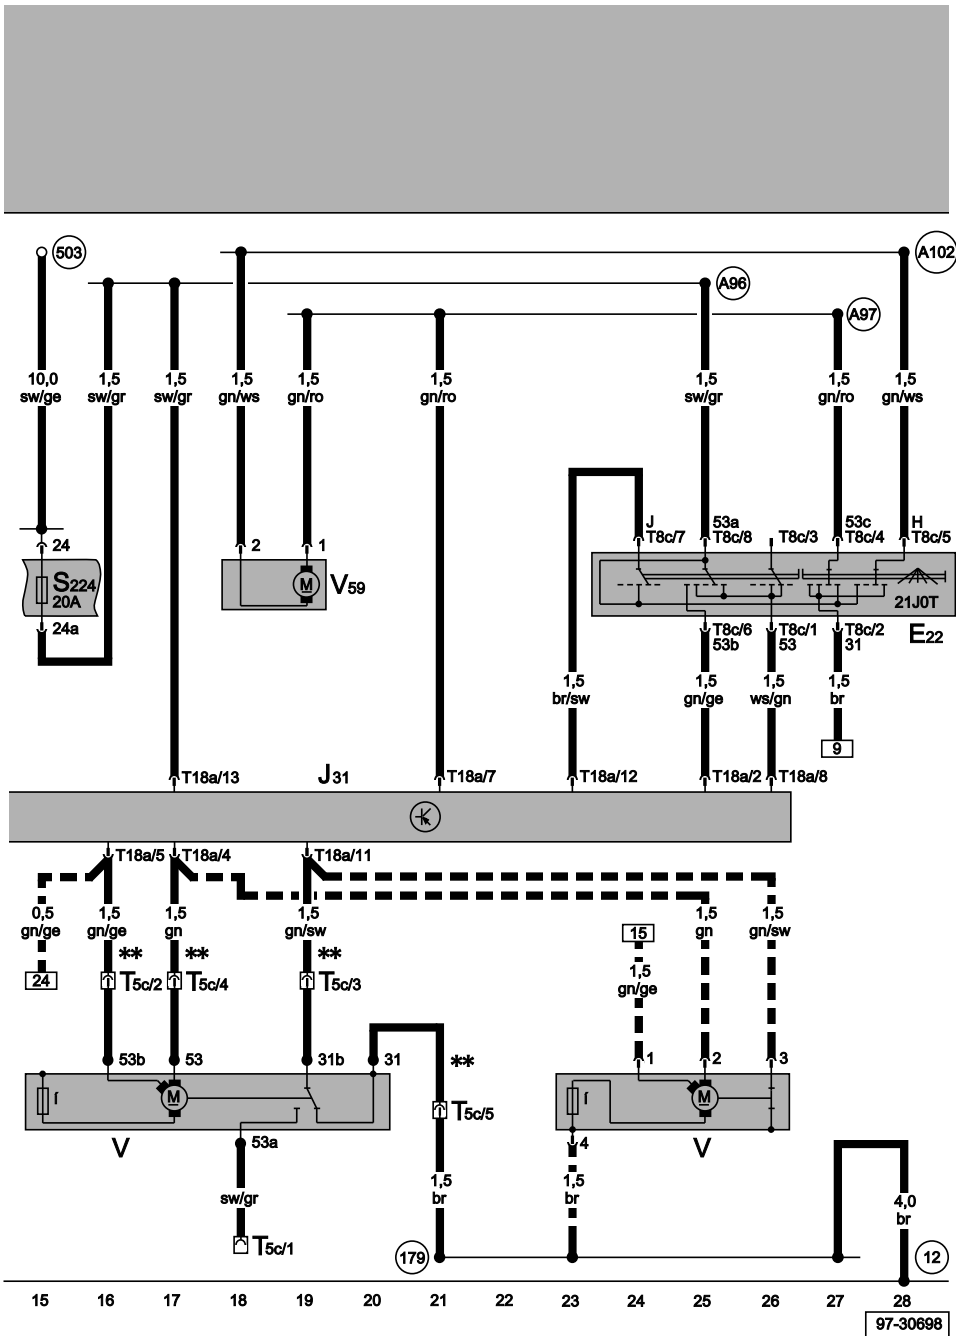 503
A102
A96
A97
10,0
sw/ge
1,5
sw/gr
1,5
sw/gr
1,5
gn/ws
1,5
gn/ro
1,5
gn/ro
1,5
sw/gr
1,5
gn/ro
1,5
gn/ws
J
T8c/7
53a
T8c/8
T8c/3
53c
T8c/4
H
T8c/5
24
2
1
S224
20A
V59
21J0T
24a
T8c/6
53b
T8c/1
53
T8c/2
31
E22
1,5
br/sw
1,5
gn/ge
1,5
ws/gn
1,5
br
9
T18a/13
J31
T18a/7
T18a/12
T18a/2
T18a/8
T18a/5
T18a/4
T18a/11
0,5
gn/ge
1,5
gn/ge
1,5
gn
1,5
gn/sw
15
1,5
gn
1,5
gn/sw
**
**
**
24
T5c/2
T5c/4
T5c/3
1,5
gn/ge
53b
53
31b
31
**
1
2
3
M
M
M
T5c/5
V
53a
4
V
sw/gr
1,5
br
1,5
br
4,0
br
T5c/1
179
12
15 16 17 18 19 20 21 22 23 24 25 26 27 28
97-30698